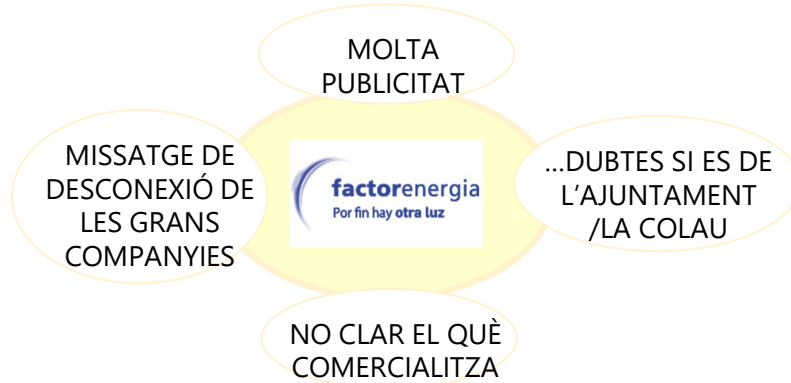 MOLTA
PUBLICITAT
MISSATGE DE
DESCONEXIÓ DE
LES GRANS
COMPANYIES
factorenergia
Por fin hay otra luz
...DUBTES SI ES DE
L'AJUNTAMENT
/LA COLAU
NO CLAR EL QUÈ
COMERCIALITZA